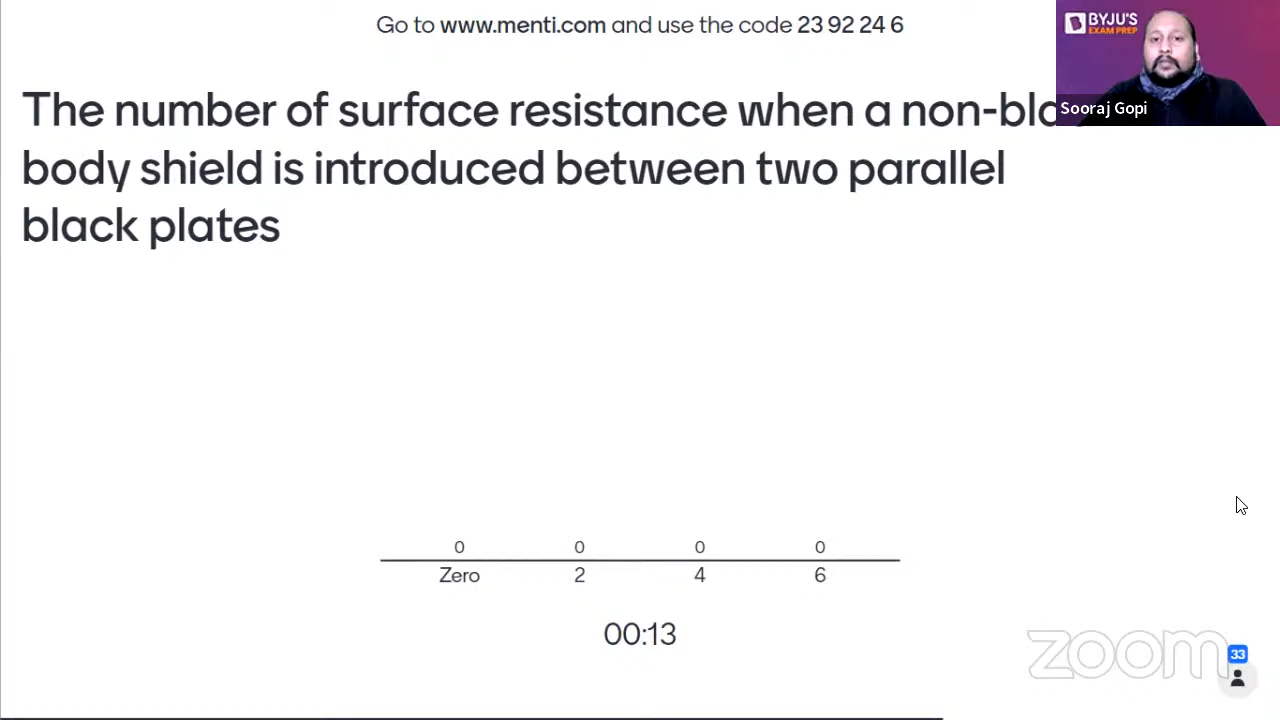 Go to www.menti.com and use the code 23 92 24 6
BYJU'S
EXAM PREP
Sooraj Gopi
The number of surface resistance when a non-
body shield is introduced between two parallel
black plates
0 0 0 0
Zero 2 4 6
00:13
zoom
33